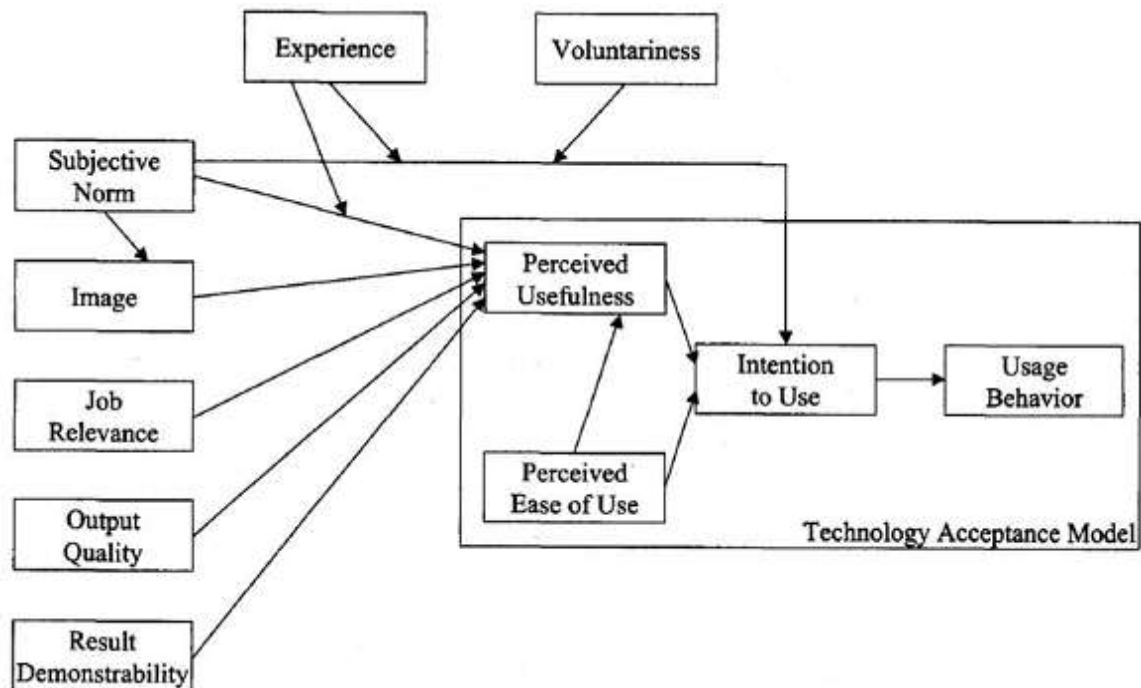 Experience
Voluntariness
Subjective
Norm
Perceived
Usefulness
Image
Intention
to Use
Usage
Behavior
Job
Relevance
Perceived
Ease of Use
Output
Quality
Technology Acceptance Model
Result
Demonstrability